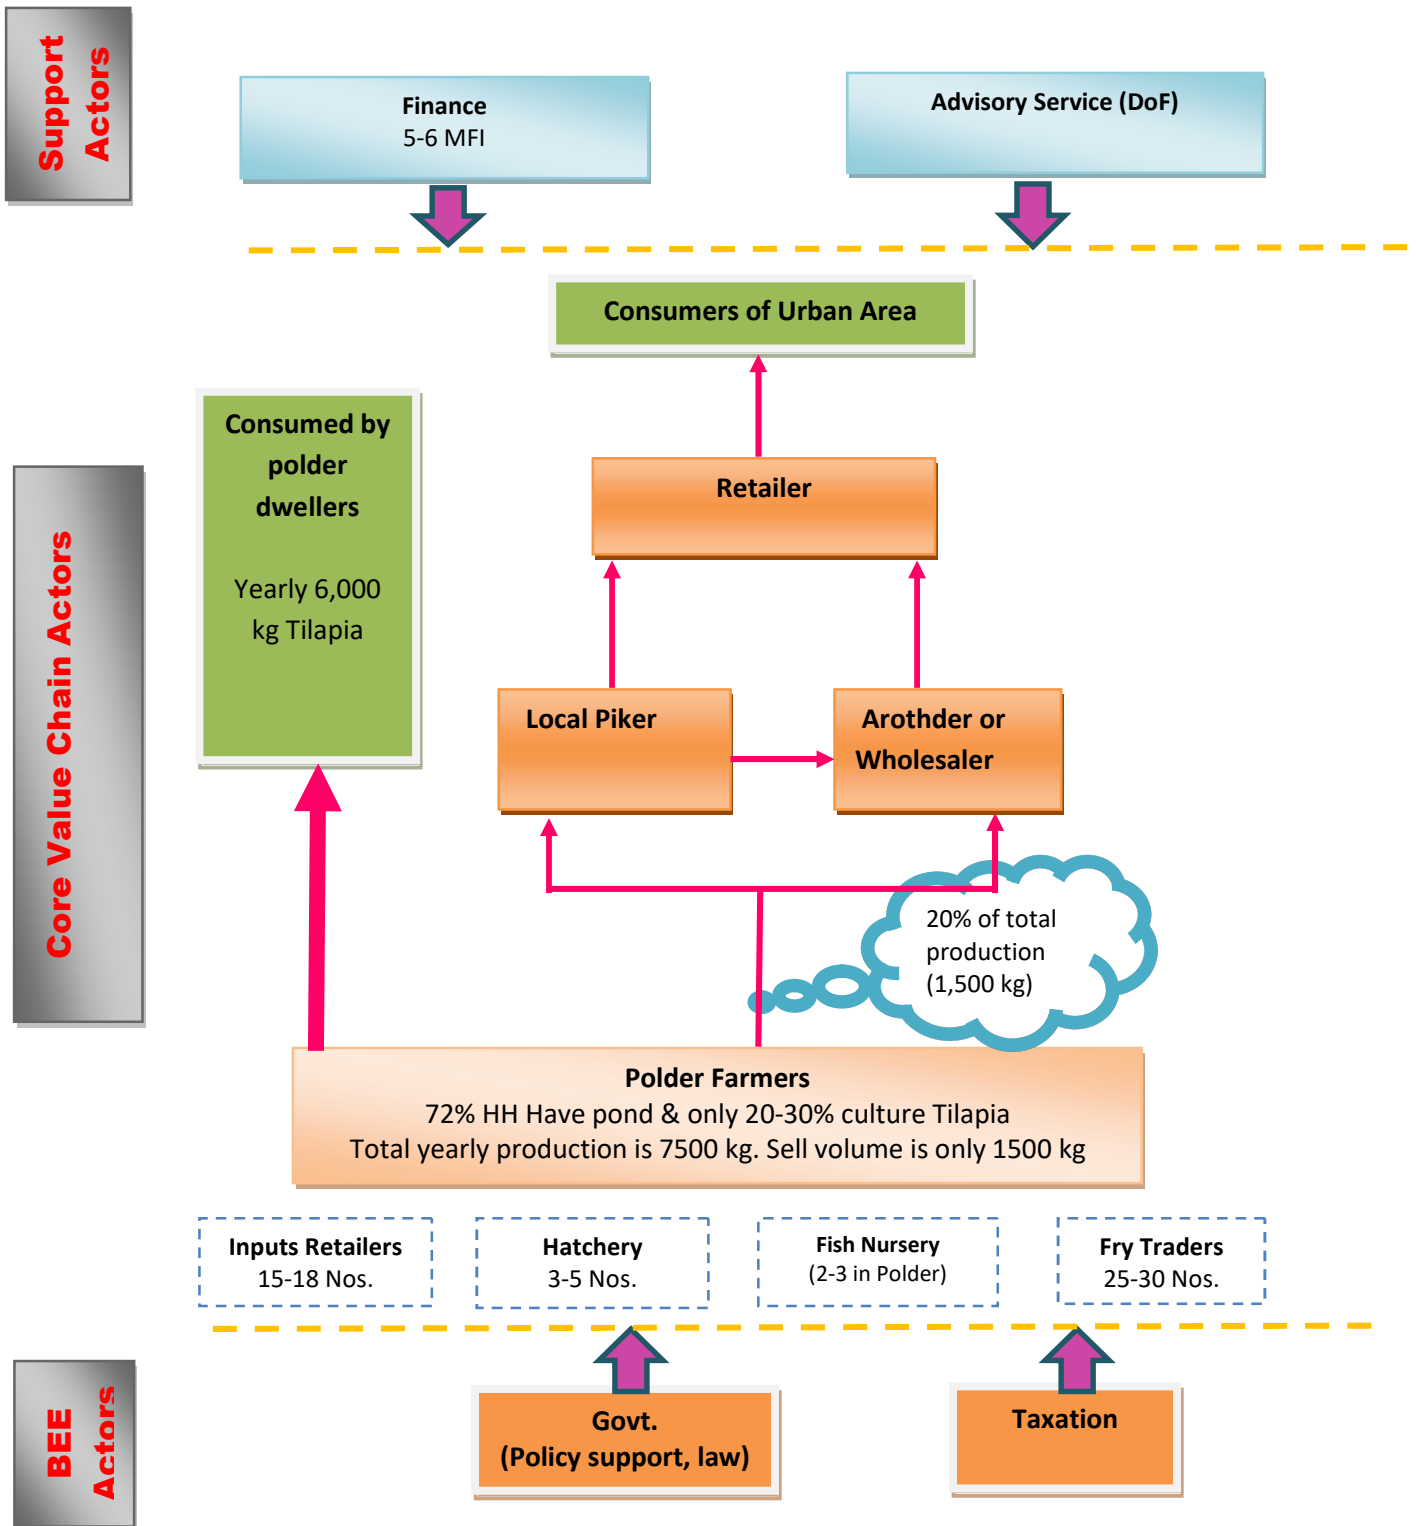 Support
Actors
Finance
5-6 MFI
Advisory Service (DoF)
Consumers of Urban Area
Consumed by
polder
dwellers
Yearly 6,000
kg Tilapia
Retailer
Core Value Chain Actors
Local Piker
Arothder or
Wholesaler
20% of total
production
(1,500 kg)
Polder Farmers
72% HH Have pond & only 20-30% culture Tilapia
Total yearly production is 7500 kg. Sell volume is only 1500 kg
Inputs Retailers
15-18 Nos.
Hatchery
3-5 Nos.
Fish Nursery
(2-3 in Polder)
Fry Traders
25-30 Nos.
BEE
Actors
Govt.
(Policy support, law)
Taxation